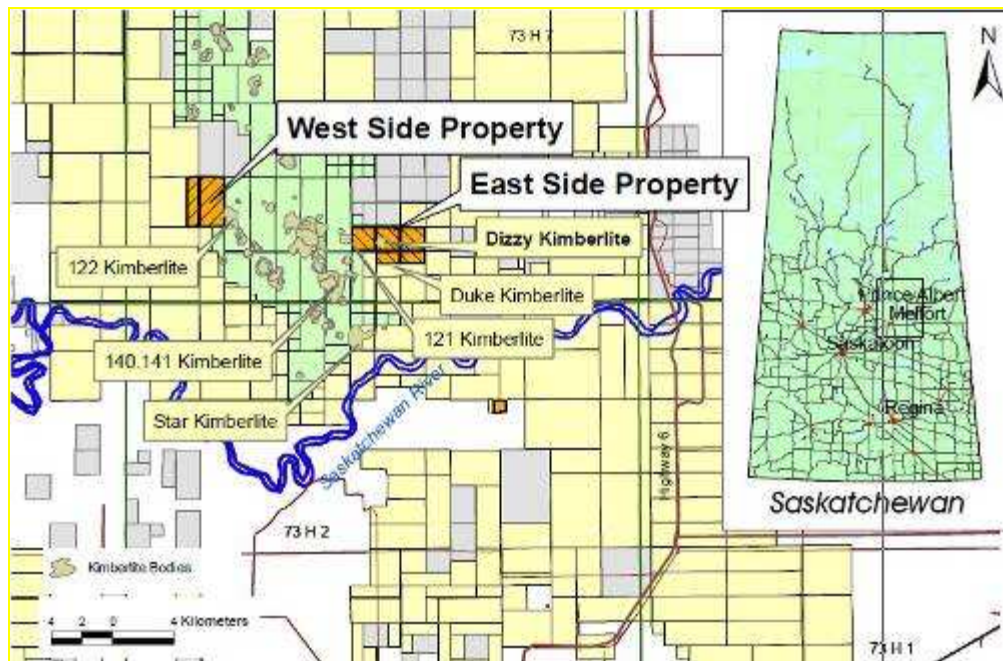 73 H 7
N
West Side Property
East Side Property
Dizzy Kimberlite
122 Kimberlite
Duke Kimberlite
121 Kimberlite
140.141 Kimberlite
Star Kimberlite
Saskatchewan River
Highway 6
73 H 2
Kimberlite Bodies
4 2 0 4 Kilometers
73 H 1
Prince Albert
Melfort
Saskatoon
Regina
Saskatchewan